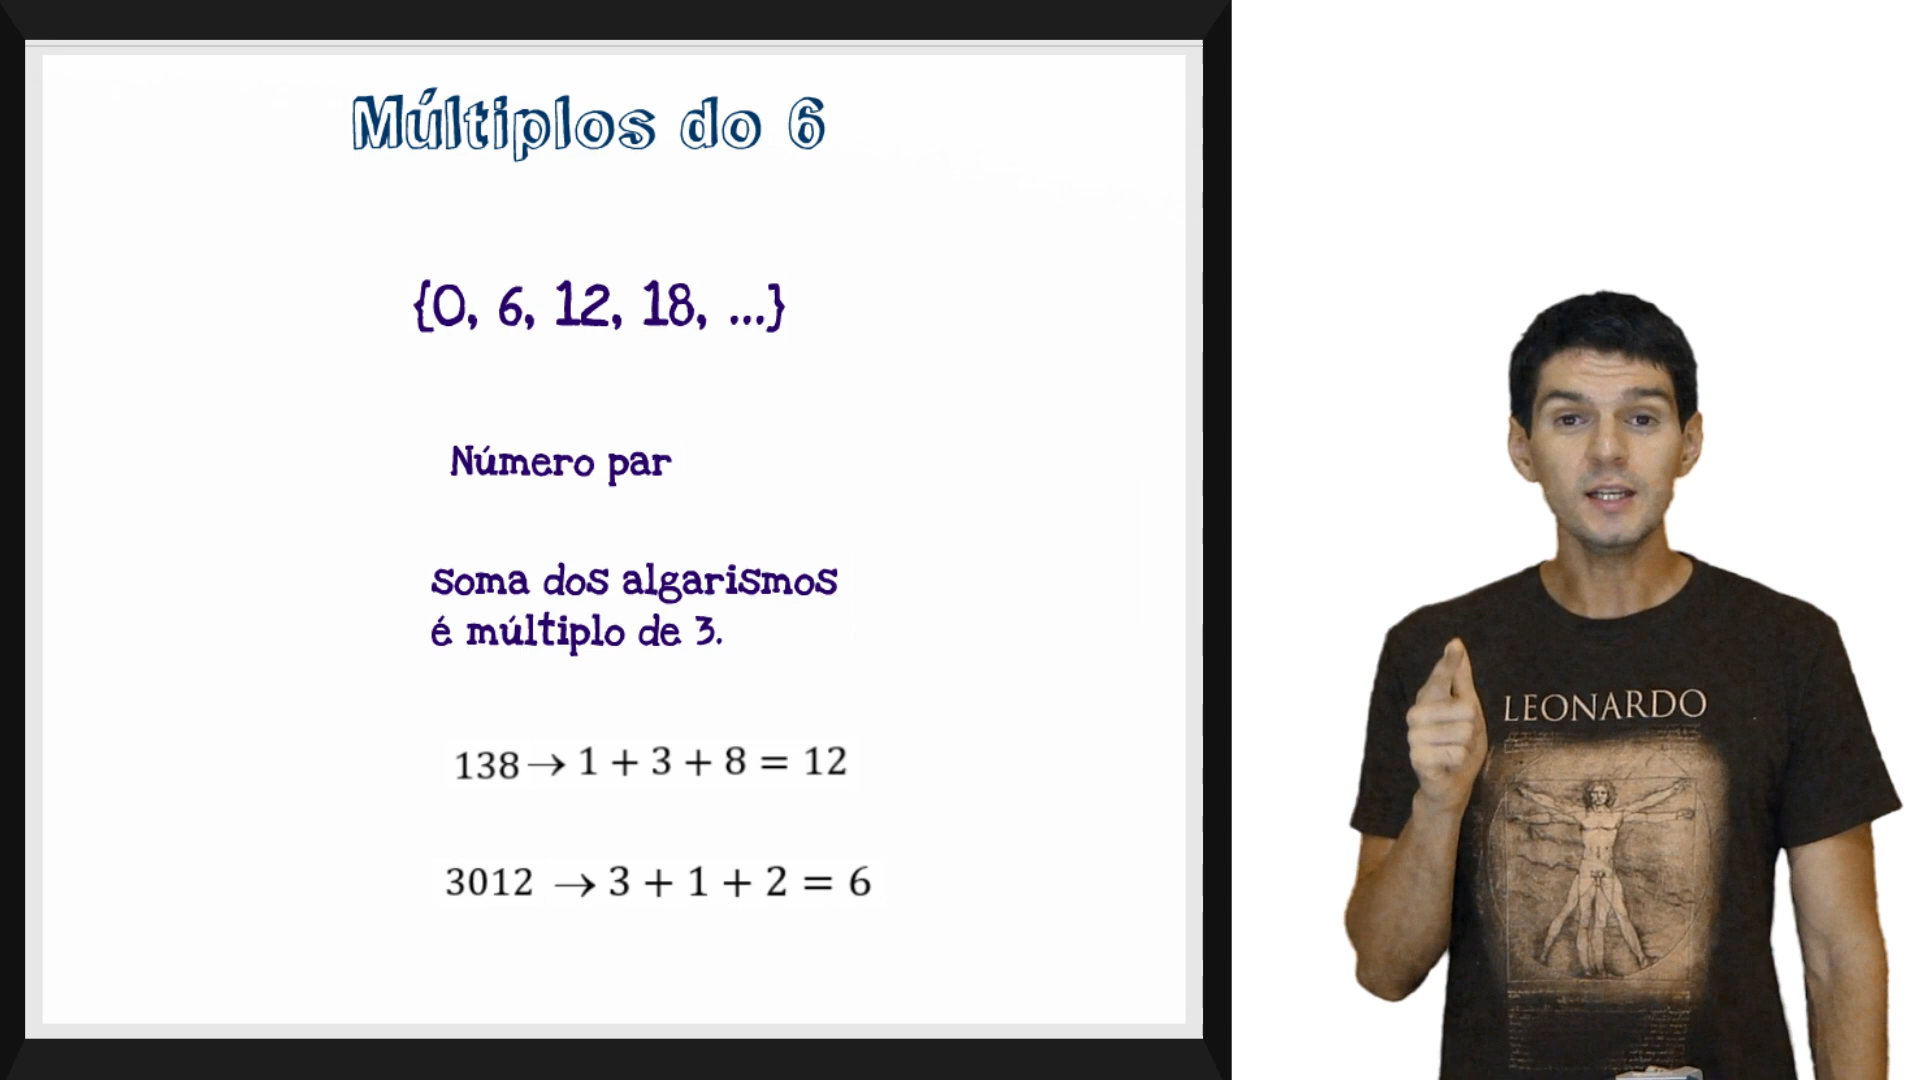 Múltiplos do 6
{0, 6, 12, 18, ...}
Número par
soma dos algarismos
é múltiplo de 3.
138 → 1 + 3 + 8 = 12
3012 → 3 + 1 + 2 = 6
LEONARDO